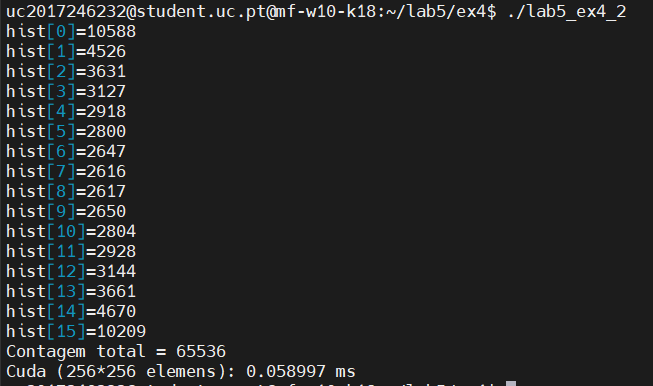 uc2017246232@student.uc.pt@mf-w10-k18:~/lab5/ex4$ ./lab5_ex4_2
hist[0]=10588
hist[1]=4526
hist[2]=3631
hist[3]=3127
hist[4]=2918
hist[5]=2800
hist[6]=2647
hist[7]=2616
hist[8]=2617
hist[9]=2650
hist[10]=2804
hist[11]=2928
hist[12]=3144
hist[13]=3661
hist[14]=4670
hist[15]=10209
Contagem total = 65536
Cuda (256*256 elemens): 0.058997 ms